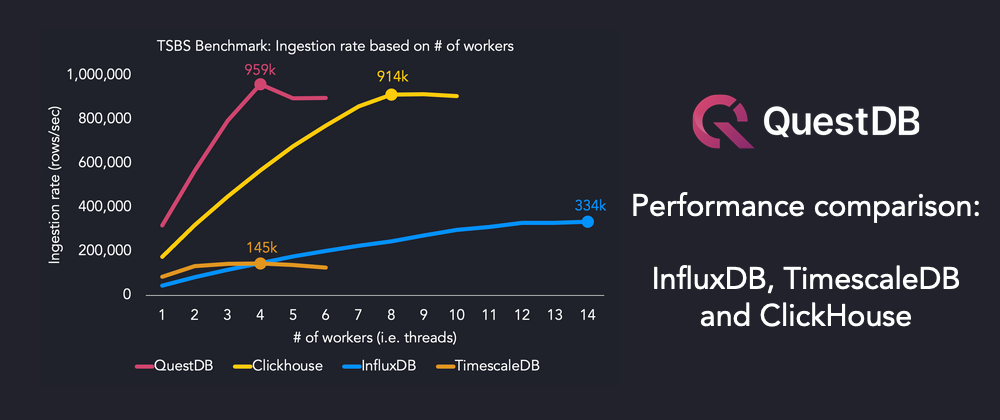 TSBS Benchmark: Ingestion rate based on # of workers
1,000,000
800,000
600,000
400,000
200,000
0
Ingestion rate (rows/sec)
959k
914k
334k
145k
1 2 3 4 5 6 7 8 9 10 11 12 13 14
# of workers (i.e. threads)
QuestDB Clickhouse InfluxDB TimescaleDB
QuestDB
Performance comparison:
InfluxDB, TimescaleDB
and ClickHouse